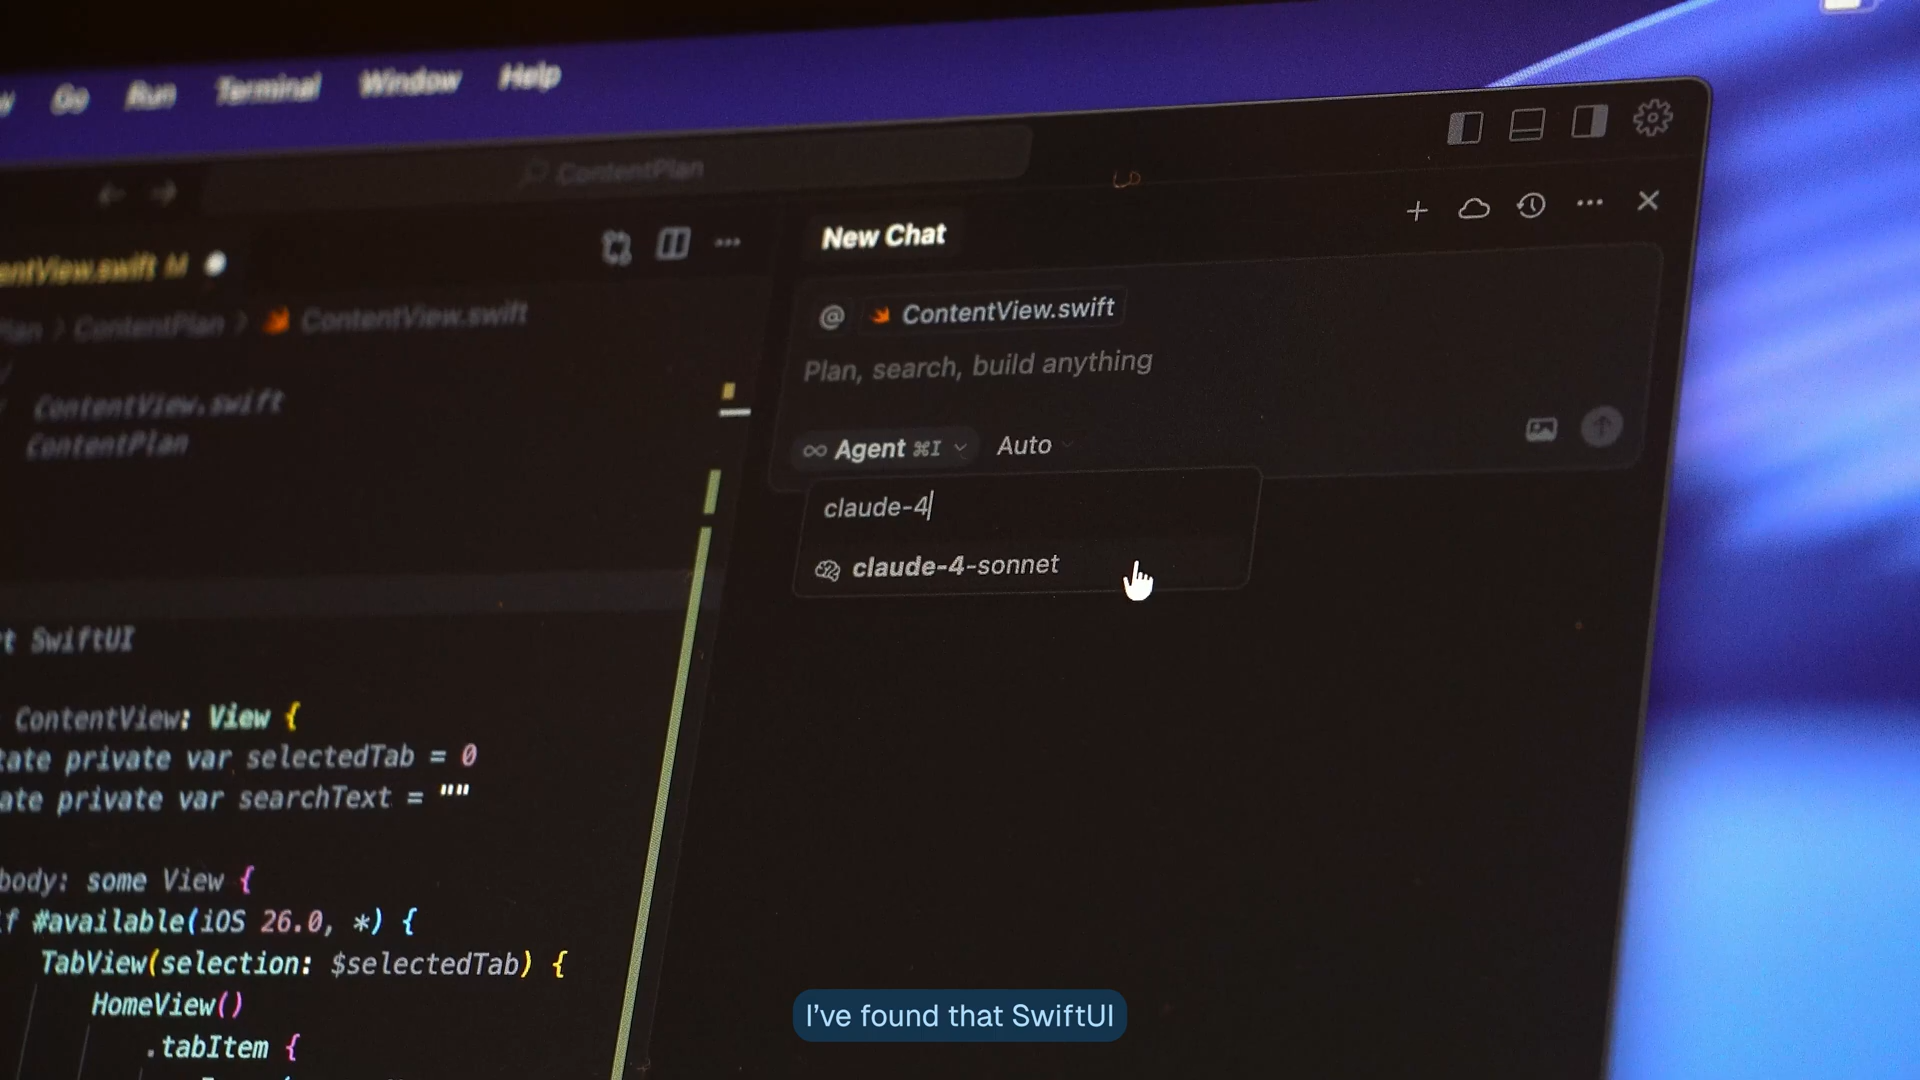 Go Run Terminal Window Help
ContentPlan
New Chat
ContentView.swift M
@ ContentView.swift
ContentPlan > ContentView.swift
Plan, search, build anything
ContentView.swift
ContentPlan
Agent ⌘I Auto
claude-4
claude-4-sonnet
SwiftUI
ContentView: View {
private var selectedTab = 0
private var searchText = ""
body: some View {
#available(iOS 26.0, *) {
TabView(selection: $selectedTab) {
HomeView()
.tabItem {
I've found that SwiftUI